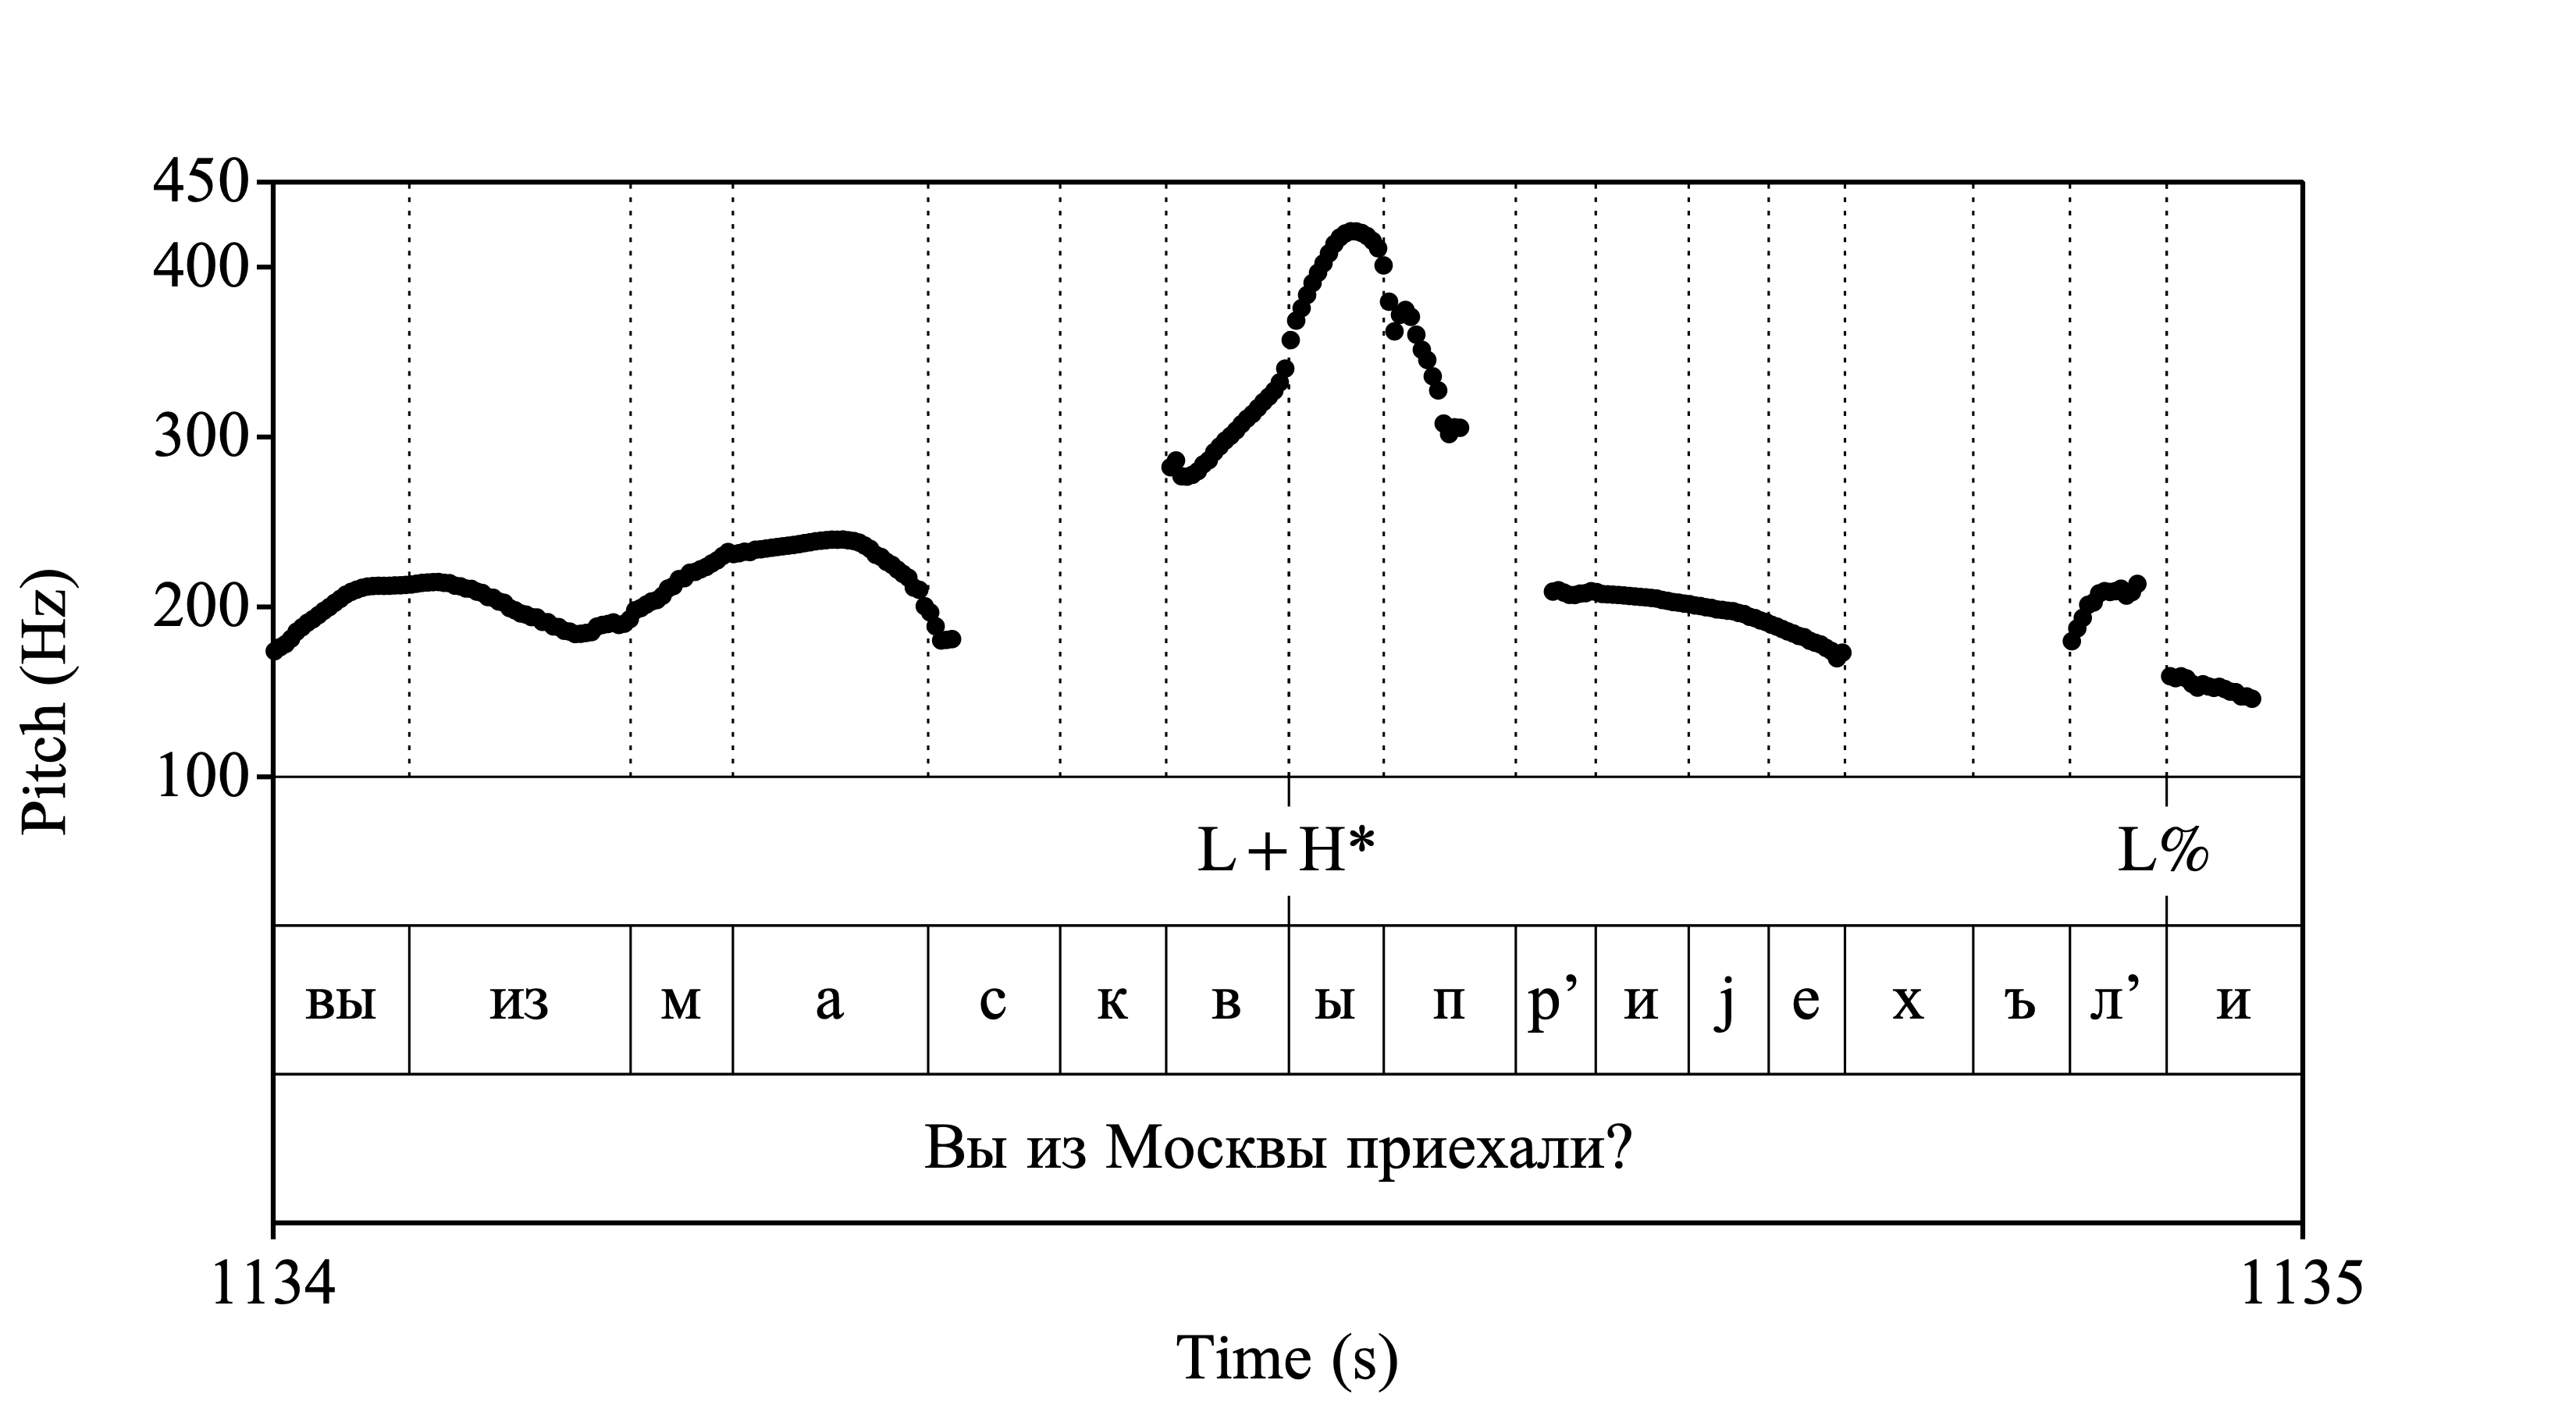 450
400
300
200
100
Pitch (Hz)
L+H* L%
вы из м а с к в ы п р’ и j е х ъ л’ и
Вы из Москвы приехали?
1134 1135
Time (s)